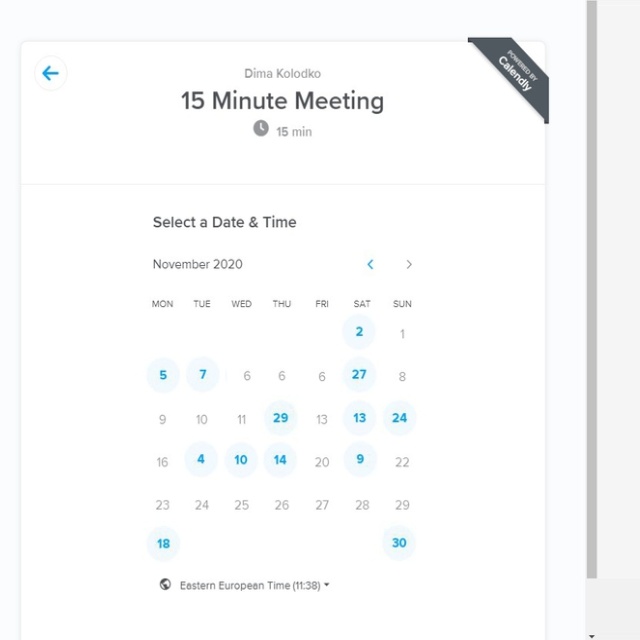 POWERED BY
Calendly
Dima Kolodko
15 Minute Meeting
15 min
Select a Date & Time
November 2020
MON TUE WED THU FRI SAT SUN
2 1
5 7 6 6 6 27 8
9 10 11 29 13 13 24
16 4 10 14 20 9 22
23 24 25 26 27 28 29
18 30
Eastern European Time (11:38)